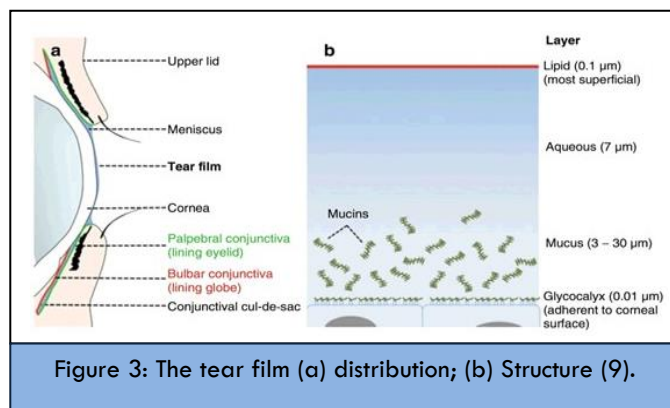 a
Upper lid
Meniscus
Tear film
Cornea
Palpebral conjunctiva
(lining eyelid)
Bulbar conjunctiva
(lining globe)
Conjunctival cul-de-sac
b
Layer
Lipid (0.1 µm)
(most superficial)
Aqueous (7 µm)
Mucins
Mucus (3 – 30 µm)
Glycocalyx (0.01 µm)
(adherent to corneal
surface)
Figure 3: The tear film (a) distribution; (b) Structure (9).